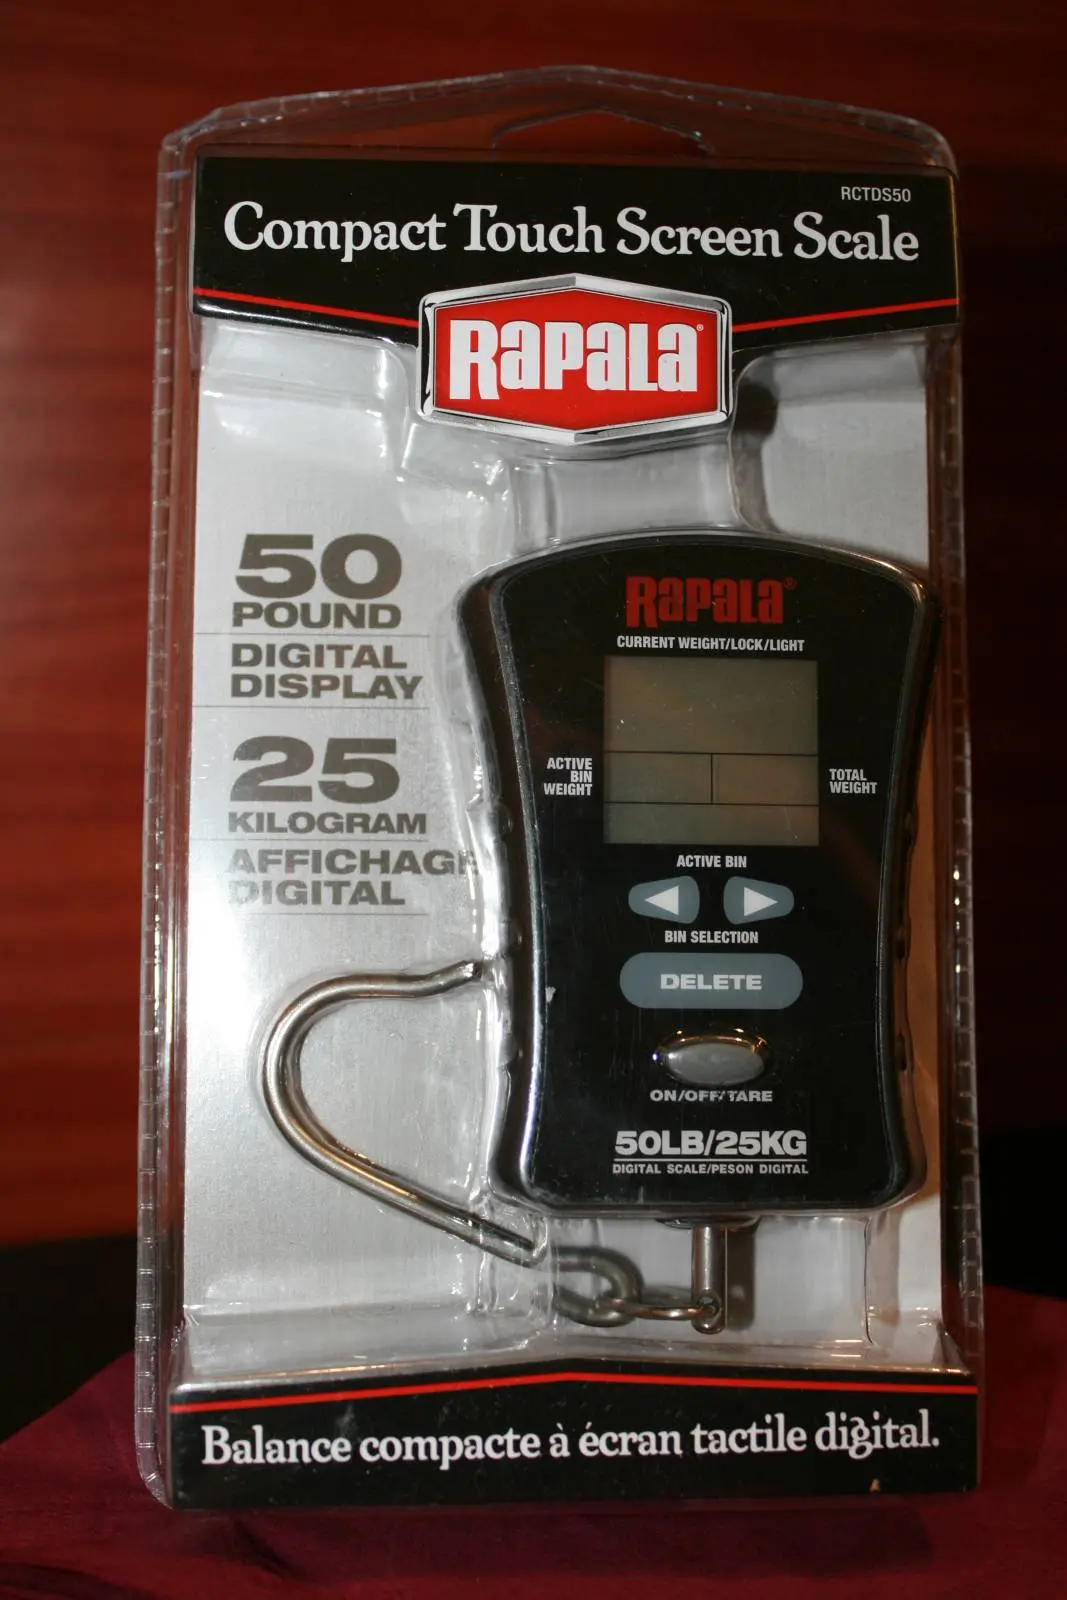 RCTDS50
Compact Touch Screen Scale
Rapala®
50
POUND
DIGITAL
DISPLAY
25
KILOGRAM
AFFICHAGE
DIGITAL
Rapala®
CURRENT WEIGHT/LOCK/LIGHT
ACTIVE
BIN
WEIGHT
TOTAL
WEIGHT
ACTIVE BIN
BIN SELECTION
DELETE
ON/OFF/TARE
50LB/25KG
DIGITAL SCALE/PESON DIGITAL
Balance compacte à écran tactile digital.